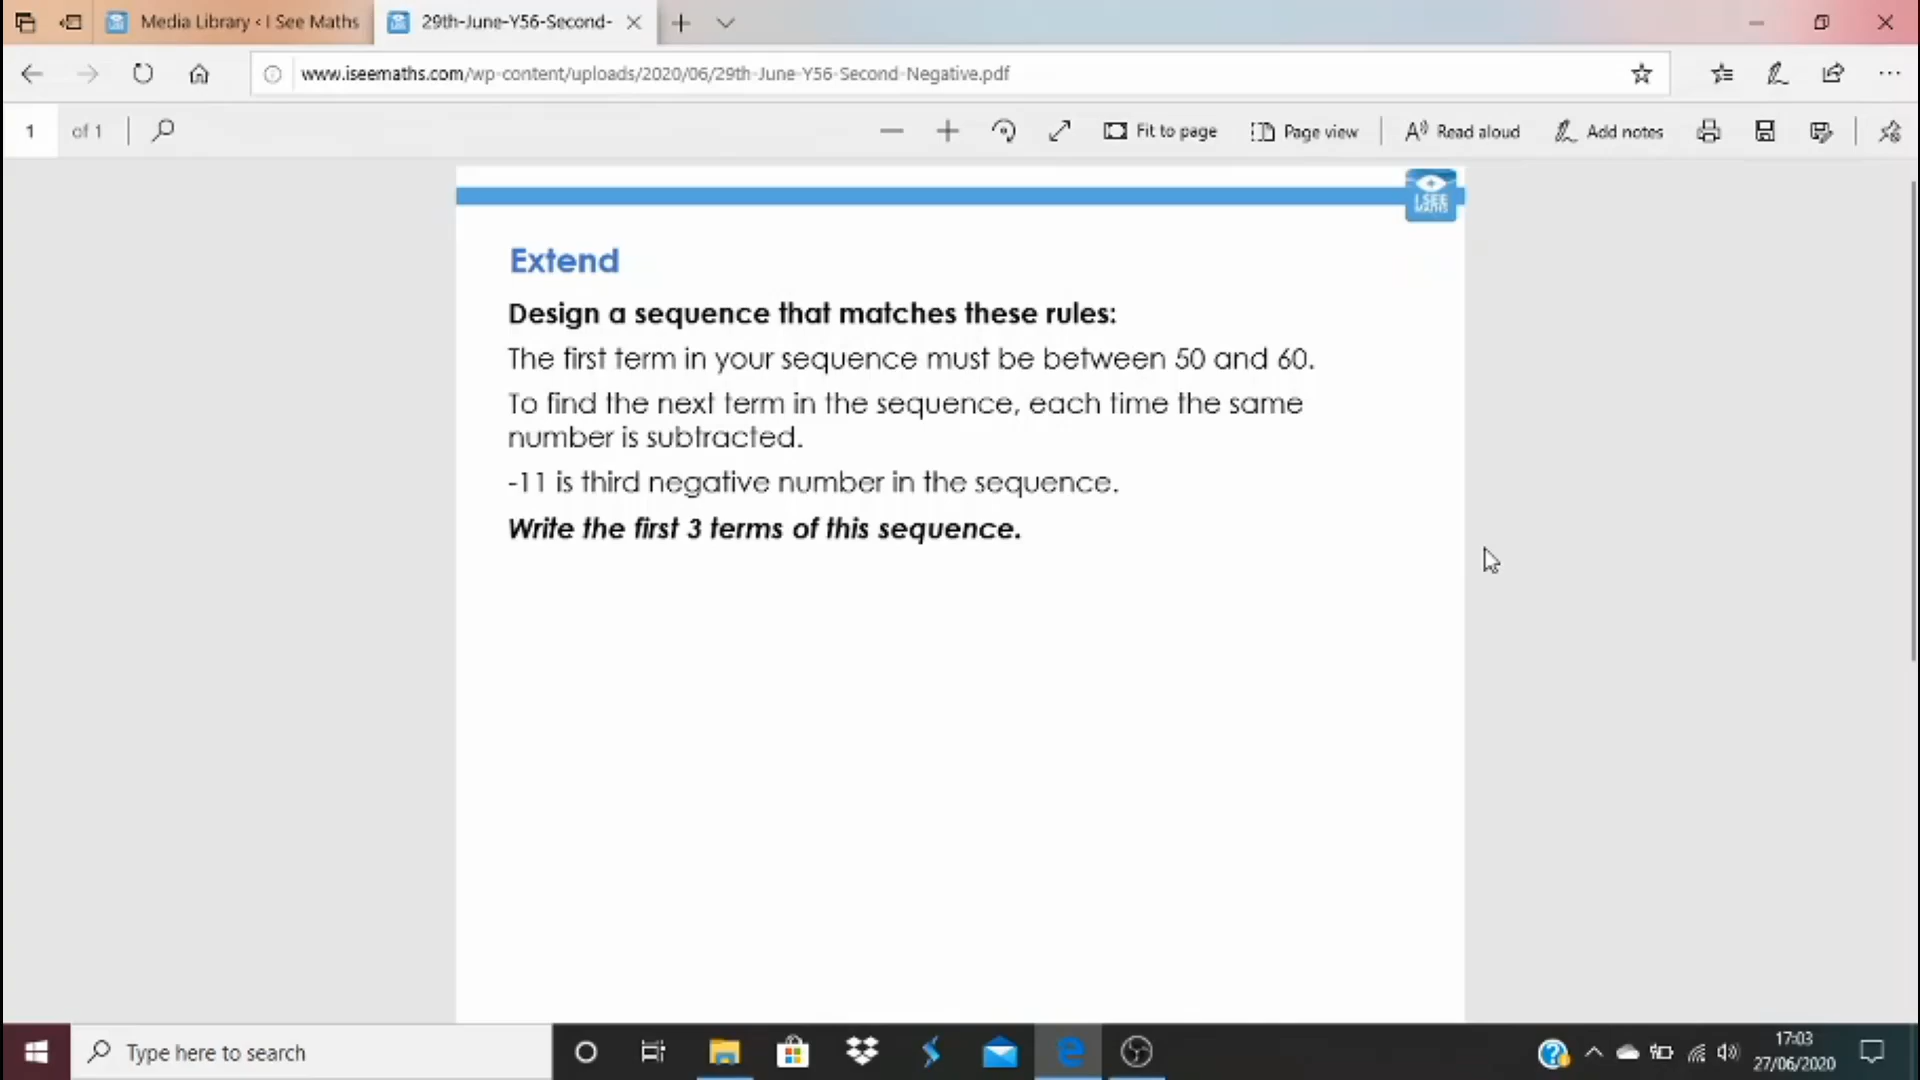 Media Library ‹ I See Maths
29th-June-Y56-Second-
www.iseemaths.com/wp-content/uploads/2020/06/29th-June-Y56-Second-Negative.pdf
1 of 1
Fit to page
Page view
Read aloud
Add notes
I SEE
MATHS
Extend
Design a sequence that matches these rules:
The first term in your sequence must be between 50 and 60.
To find the next term in the sequence, each time the same
number is subtracted.
-11 is third negative number in the sequence.
Write the first 3 terms of this sequence.
Type here to search
17:03
27/06/2020